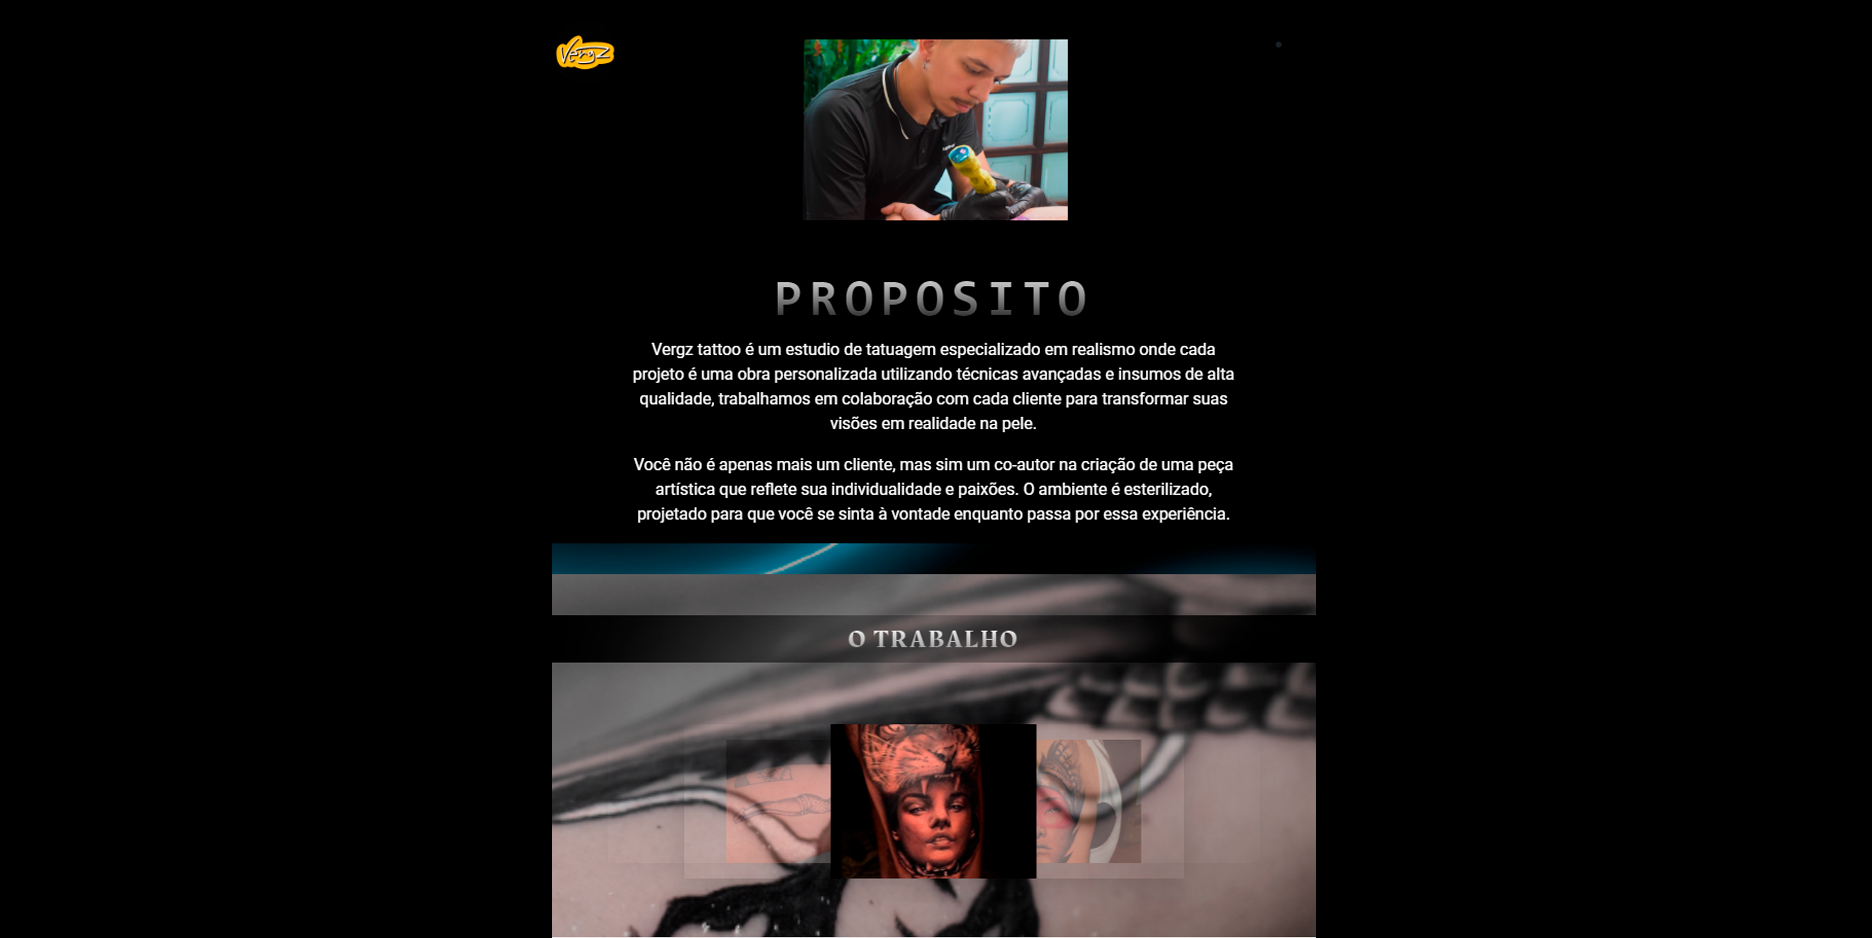 Vergz
PROPOSITO
Vergz tattoo é um estudio de tatuagem especializado em realismo onde cada
projeto é uma obra personalizada utilizando técnicas avançadas e insumos de alta
qualidade, trabalhamos em colaboração com cada cliente para transformar suas
visões em realidade na pele.
Você não é apenas mais um cliente, mas sim um co-autor na criação de uma peça
artística que reflete sua individualidade e paixões. O ambiente é esterilizado,
projetado para que você se sinta à vontade enquanto passa por essa experiência.
O TRABALHO